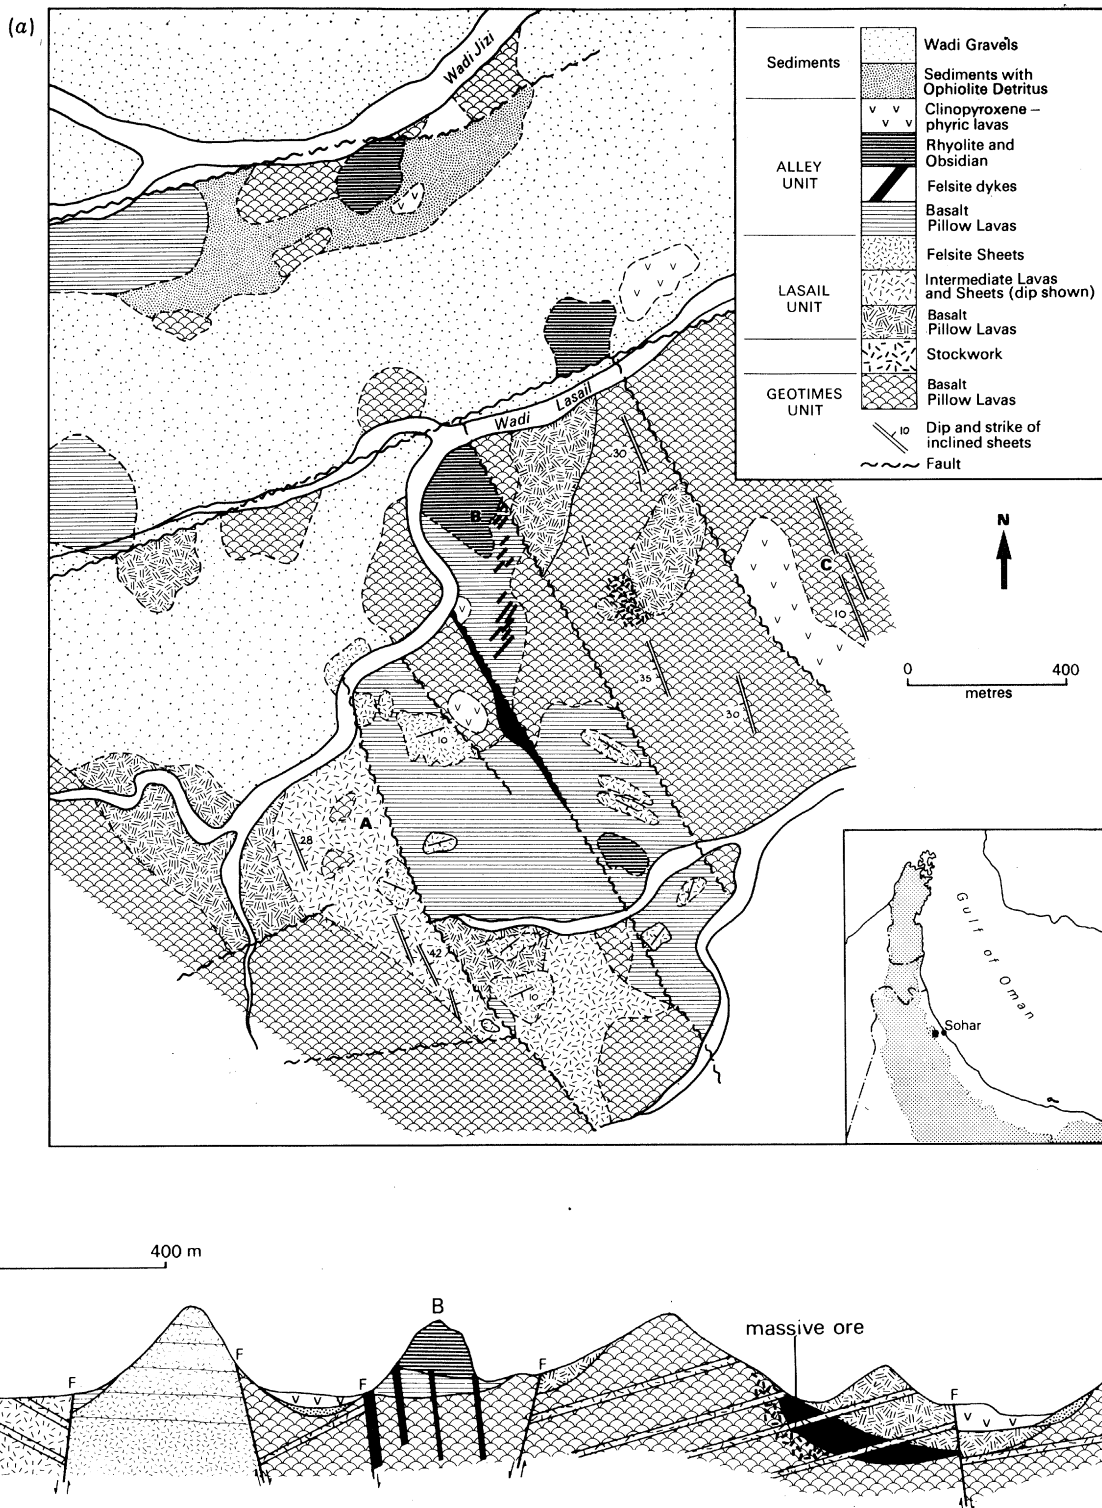 (a)
Wadi Jizi
Sediments
Wadi Gravels
Sediments with
Ophiolite Detritus
ALLEY
UNIT
v v
v v
Clinopyroxene –
phyric lavas
Rhyolite and
Obsidian
Felsite dykes
Basalt
Pillow Lavas
LASAIL
UNIT
Felsite Sheets
Intermediate Lavas
and Sheets (dip shown)
Basalt
Pillow Lavas
Stockwork
GEOTIMES
UNIT
Basalt
Pillow Lavas
10
Dip and strike of
inclined sheets
Fault
Wadi Lasail
30
B
N
C
10
0 400
metres
35
30
10
A
28
42
10
Gulf of Oman
Sohar
400 m
B
massive ore
F
F
F
F
F
v v v
v v v